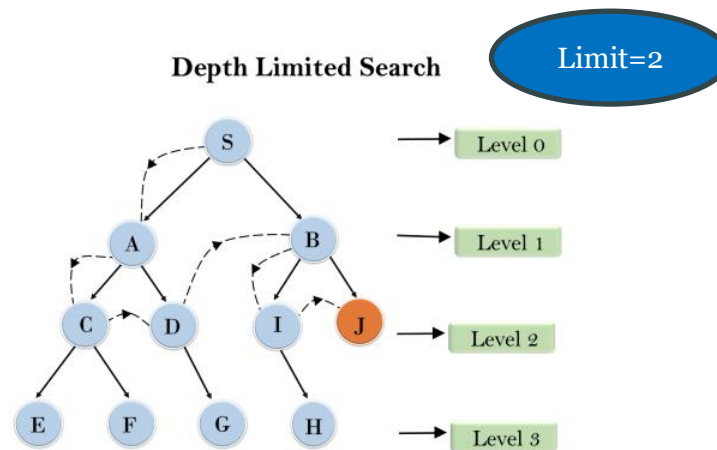 Limit=2
Depth Limited Search
S
Level 0
A
B
Level 1
C
D
I
J
Level 2
E
F
G
H
Level 3